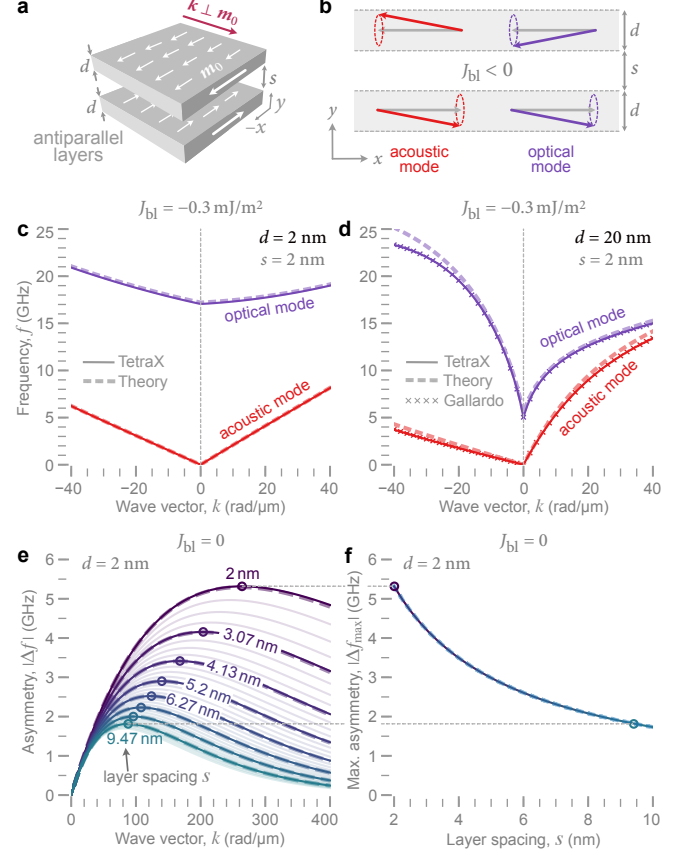 a
k ⊥ m₀
d
m₀
s
d
y
−x
antiparallel
layers
b
d
J_bl < 0
s
d
y
x
acoustic
mode
optical
mode
J_bl = −0.3 mJ/m²
J_bl = −0.3 mJ/m²
c
25
20
15
10
5
0
Frequency, f (GHz)
d = 2 nm
s = 2 nm
optical mode
TetraX
Theory
acoustic mode
−40
−20
0
20
40
Wave vector, k (rad/µm)
d
25
20
15
10
5
0
d = 20 nm
s = 2 nm
optical mode
TetraX
Theory
Gallardo
acoustic mode
−40
−20
0
20
40
Wave vector, k (rad/µm)
J_bl = 0
J_bl = 0
e
6
5
4
3
2
1
0
Asymmetry, |Δf| (GHz)
d = 2 nm
2 nm
3.07 nm
4.13 nm
5.2 nm
6.27 nm
9.47 nm
layer spacing s
0
100
200
300
400
Wave vector, k (rad/µm)
f
6
5
4
3
2
1
0
Max. asymmetry, |Δf_max| (GHz)
d = 2 nm
2
4
6
8
10
Layer spacing, s (nm)